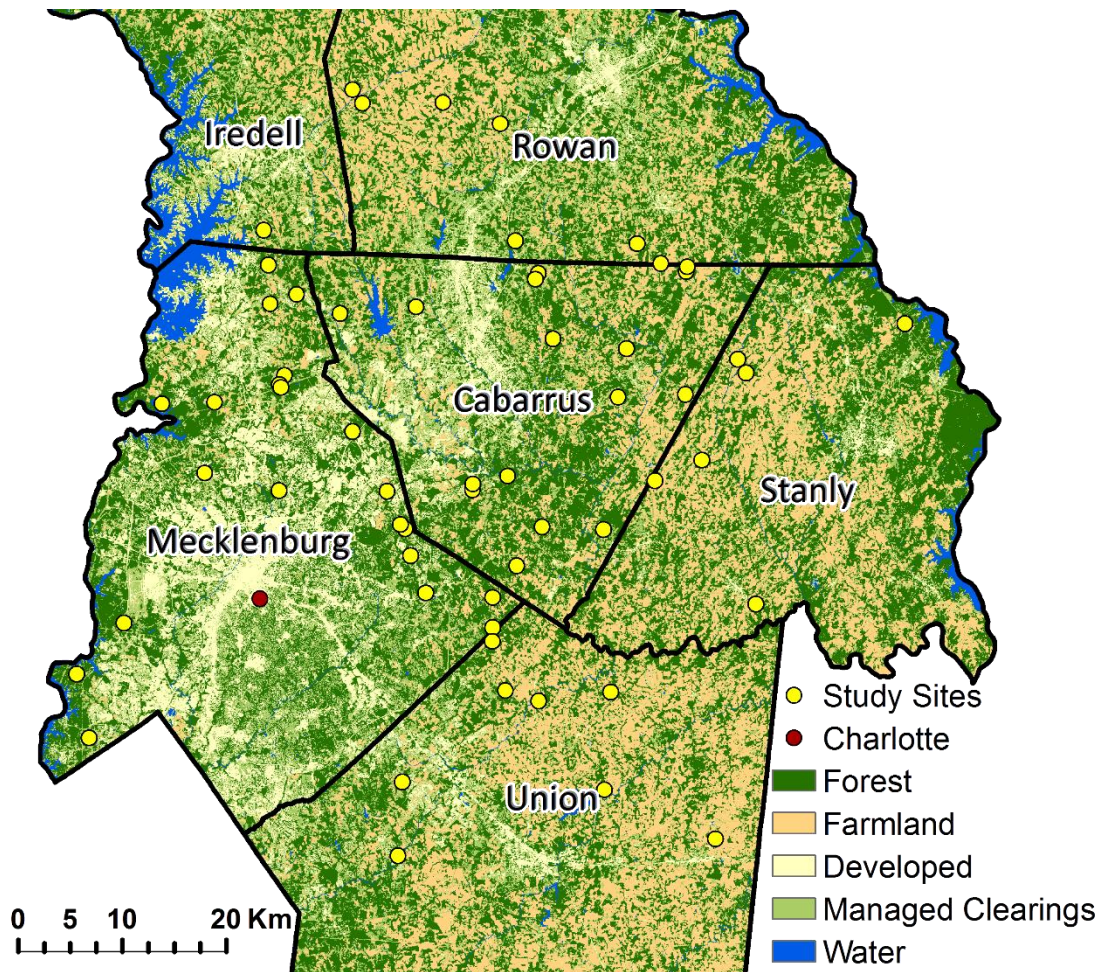 Iredell
Rowan
Cabarrus
Stanly
Mecklenburg
Union
Study Sites
Charlotte
Forest
Farmland
Developed
Managed Clearings
Water
0 5 10 20 Km